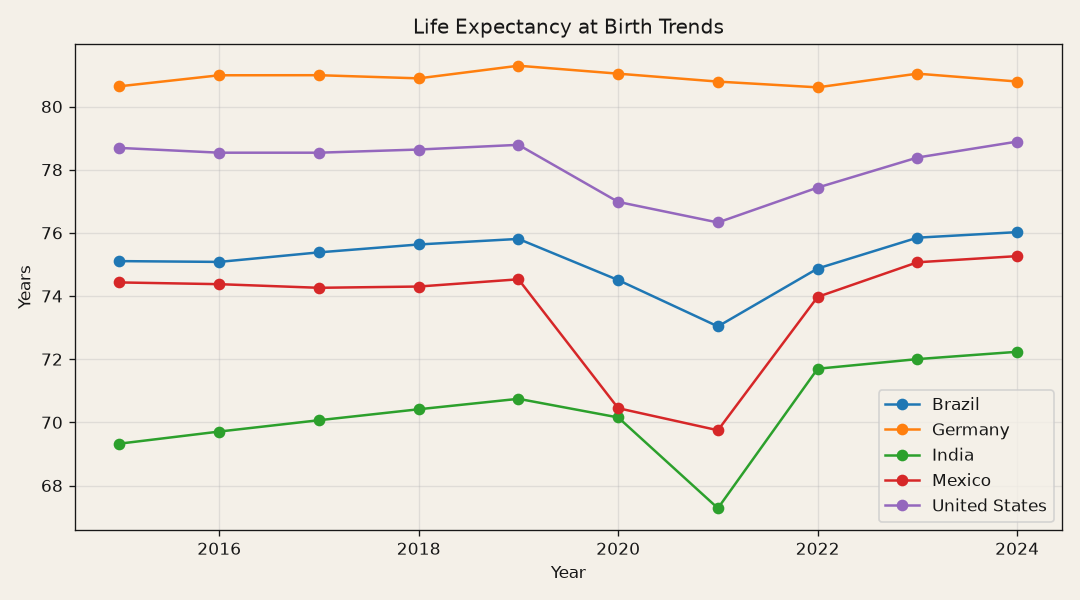 Life Expectancy at Birth Trends
Years
80
78
76
74
72
70
68
2016
2018
2020
2022
2024
Year
Brazil
Germany
India
Mexico
United States